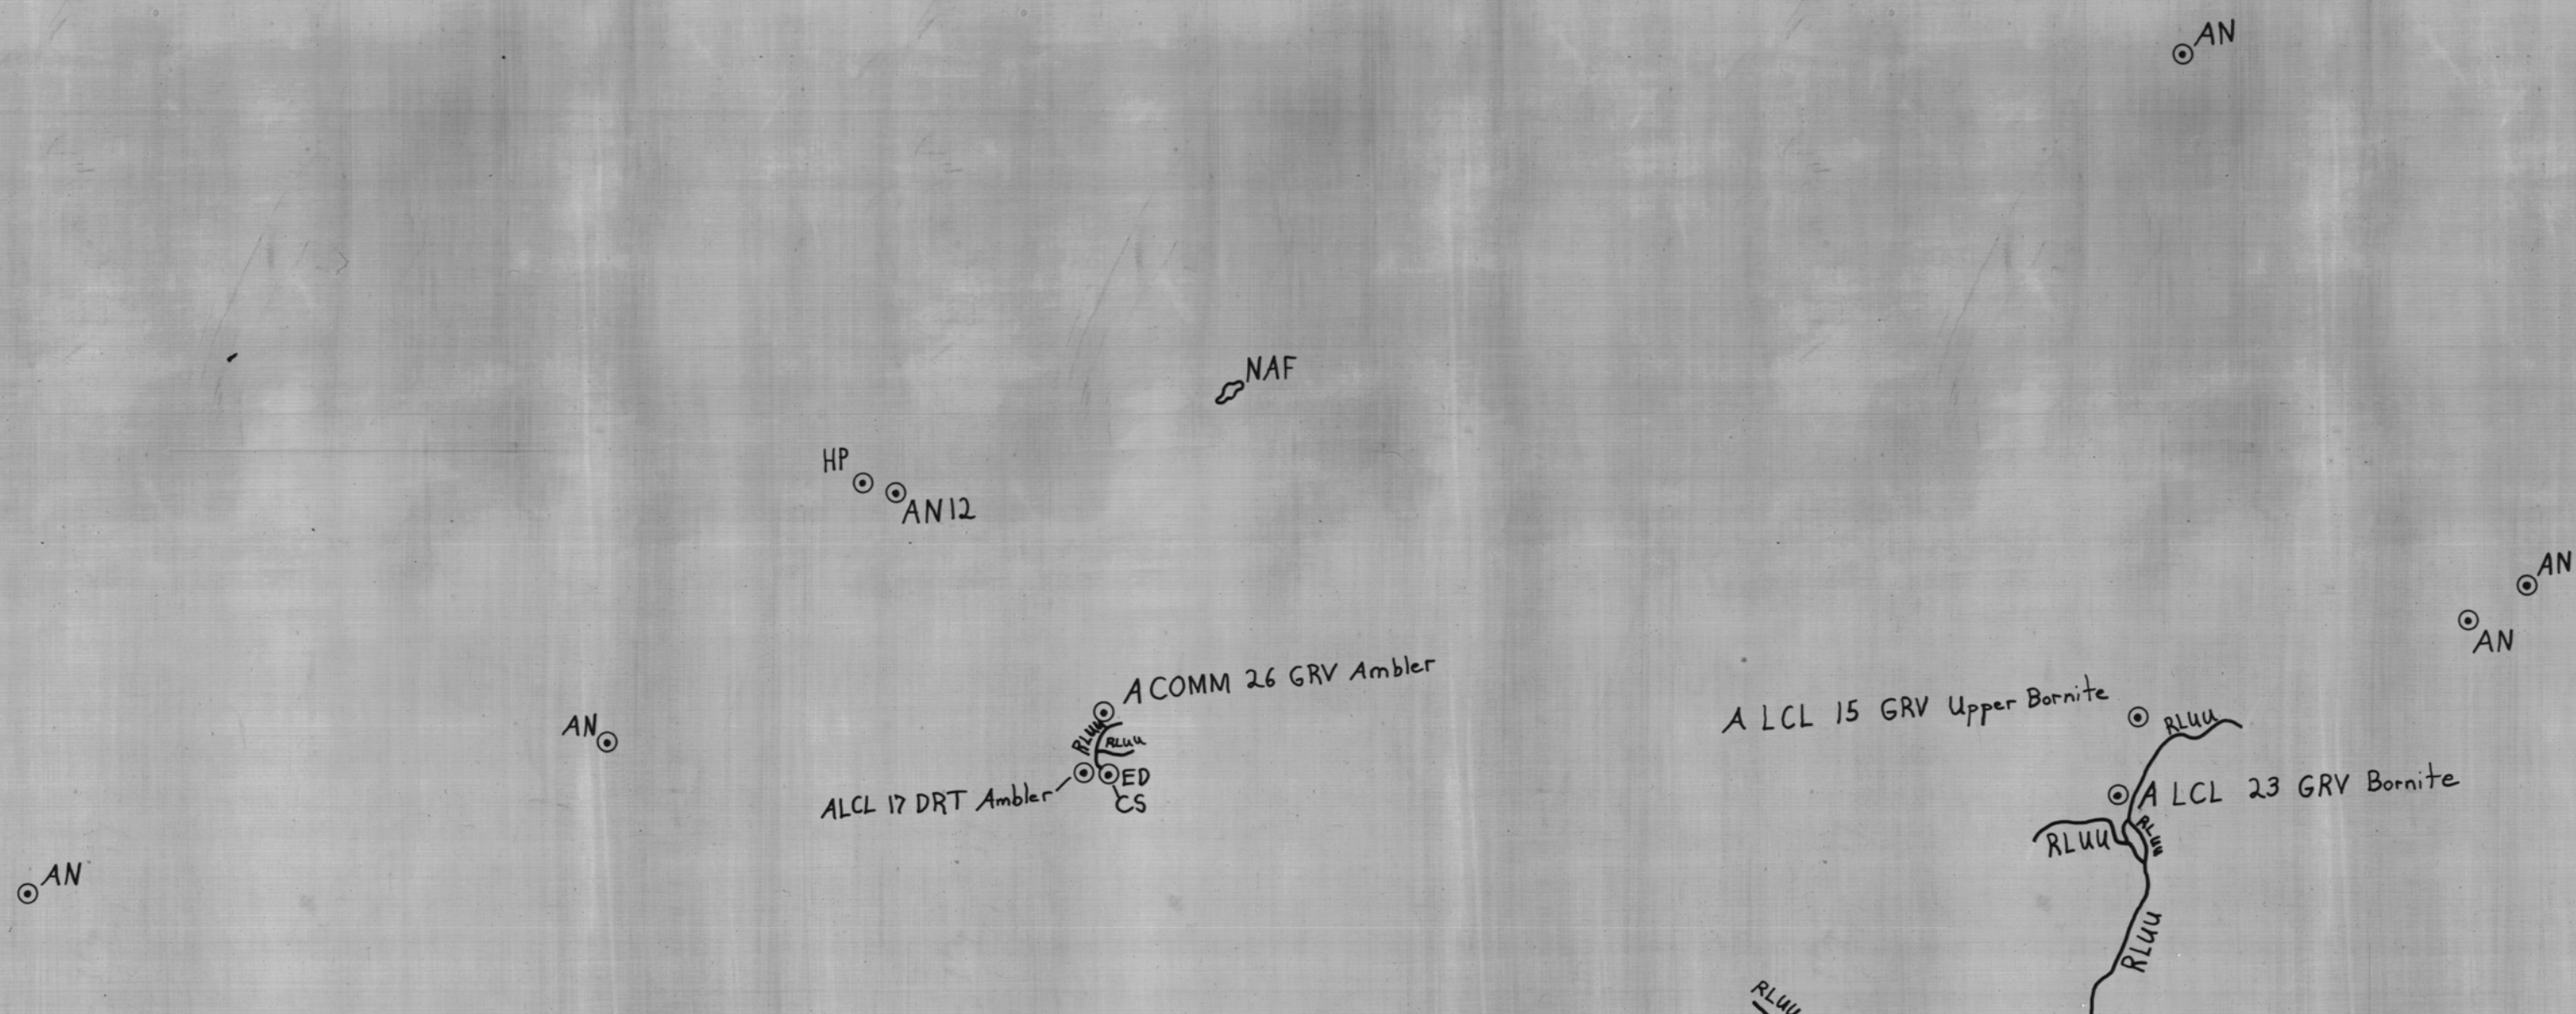 AN
NAF
HP
AN12
AN
AN
A COMM 26 GRV Ambler
A LCL 15 GRV Upper Bornite
RLUU
AN
RLUU
RLUU
ED
ALCL 17 DRT Ambler
CS
A LCL 23 GRV Bornite
RLUU
RLUU
AN
RLUU
RLUU